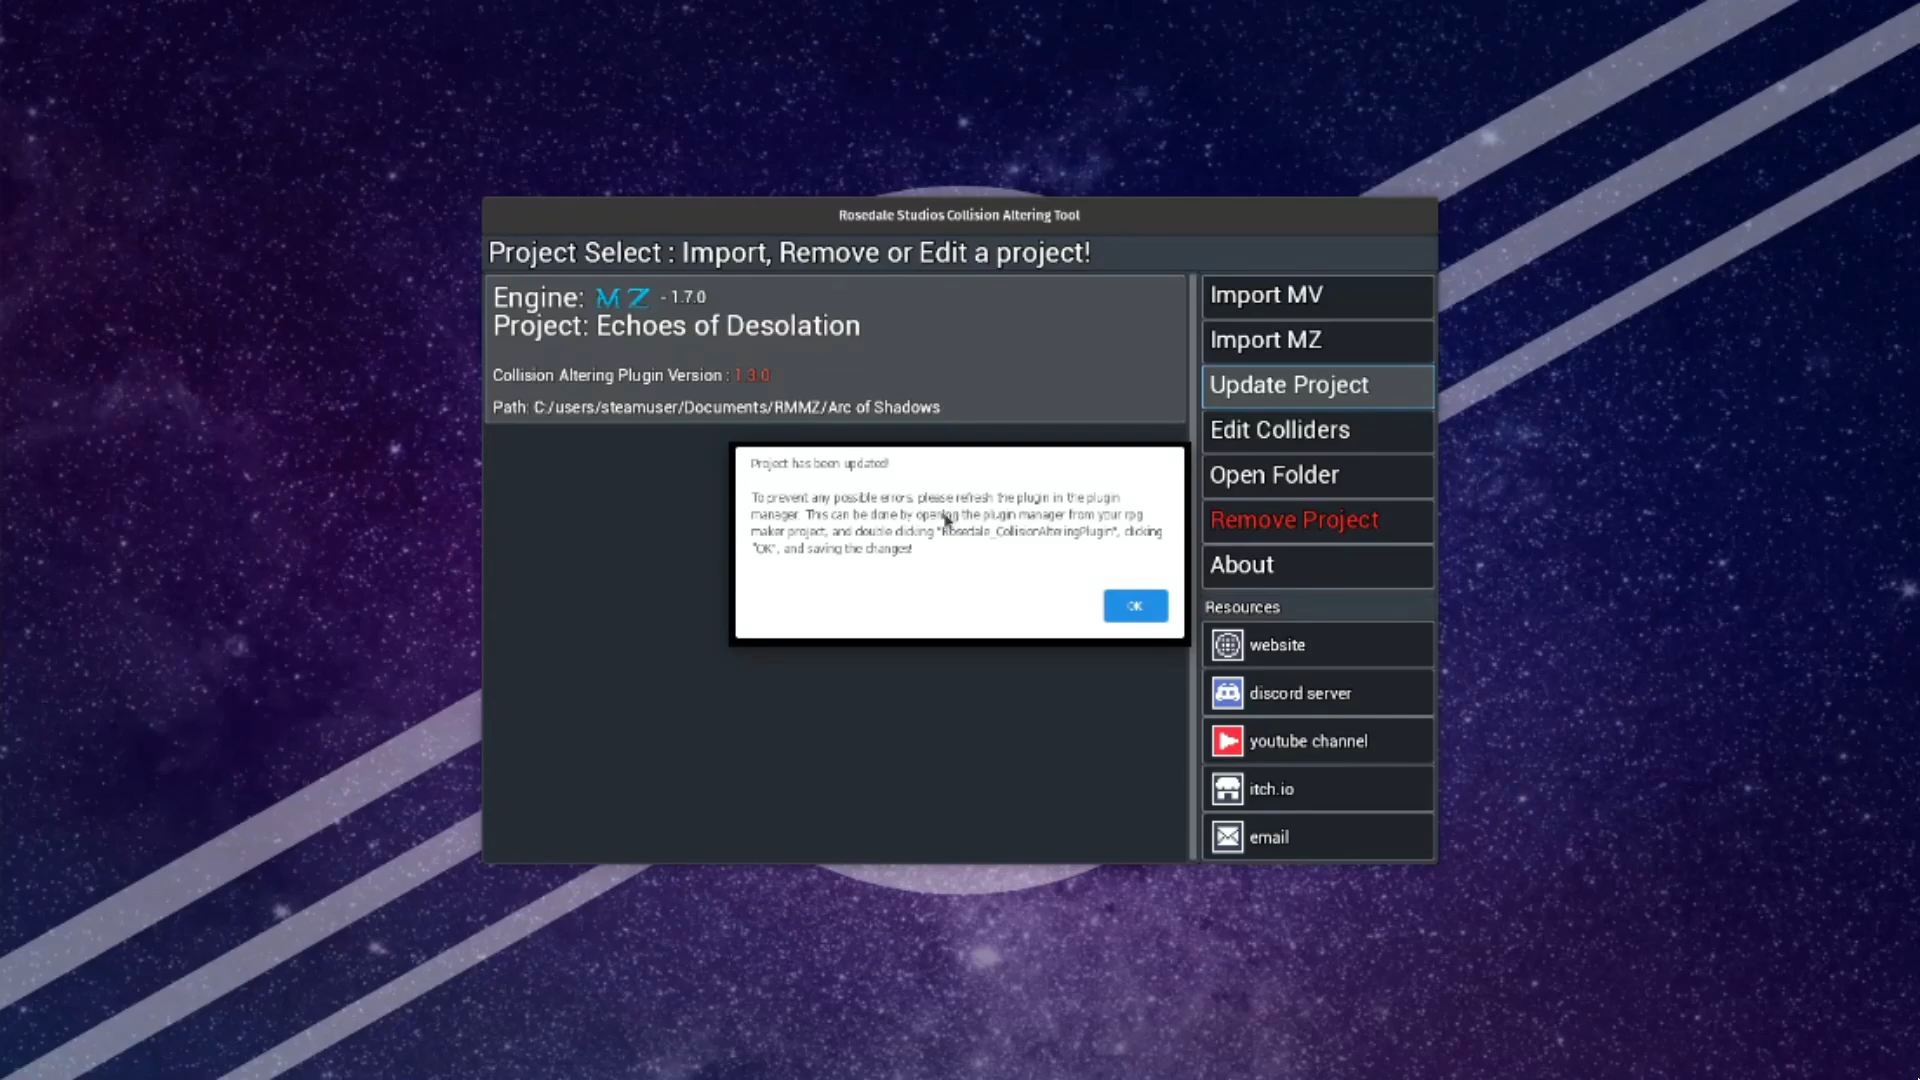 Rosedale Studios Collision Altering Tool
Project Select : Import, Remove or Edit a project!
Engine: MZ - 1.7.0
Project: Echoes of Desolation
Collision Altering Plugin Version : 1.3.0
Path: C:/users/steamuser/Documents/RMMZ/Arc of Shadows
Project has been updated!
To prevent any possible errors, please refresh the plugin in the plugin
manager. This can be done by opening the plugin manager from your rpg
maker project, and double clicking "Rosedale_CollisionAlteringPlugin", clicking
"OK", and saving the changes!
OK
Import MV
Import MZ
Update Project
Edit Colliders
Open Folder
Remove Project
About
Resources
website
discord server
youtube channel
itch.io
email